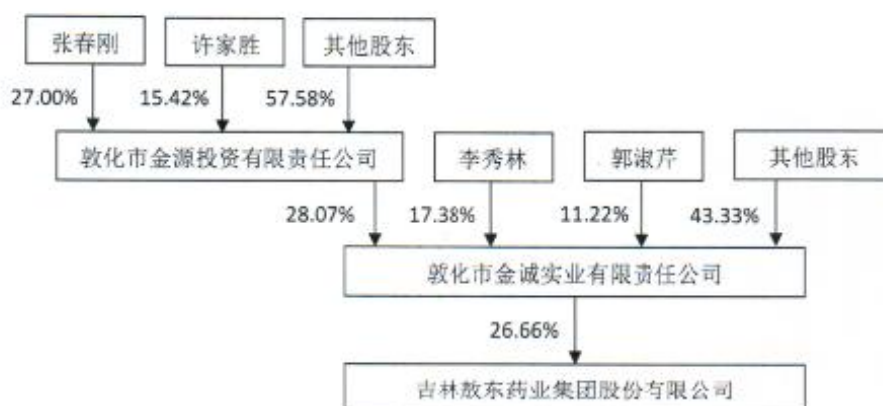 张春刚
许家胜
其他股东
27.00%
15.42%
57.58%
敦化市金源投资有限责任公司
李秀林
郭淑芹
其他股东
28.07%
17.38%
11.22%
43.33%
敦化市金诚实业有限责任公司
26.66%
吉林敖东药业集团股份有限公司